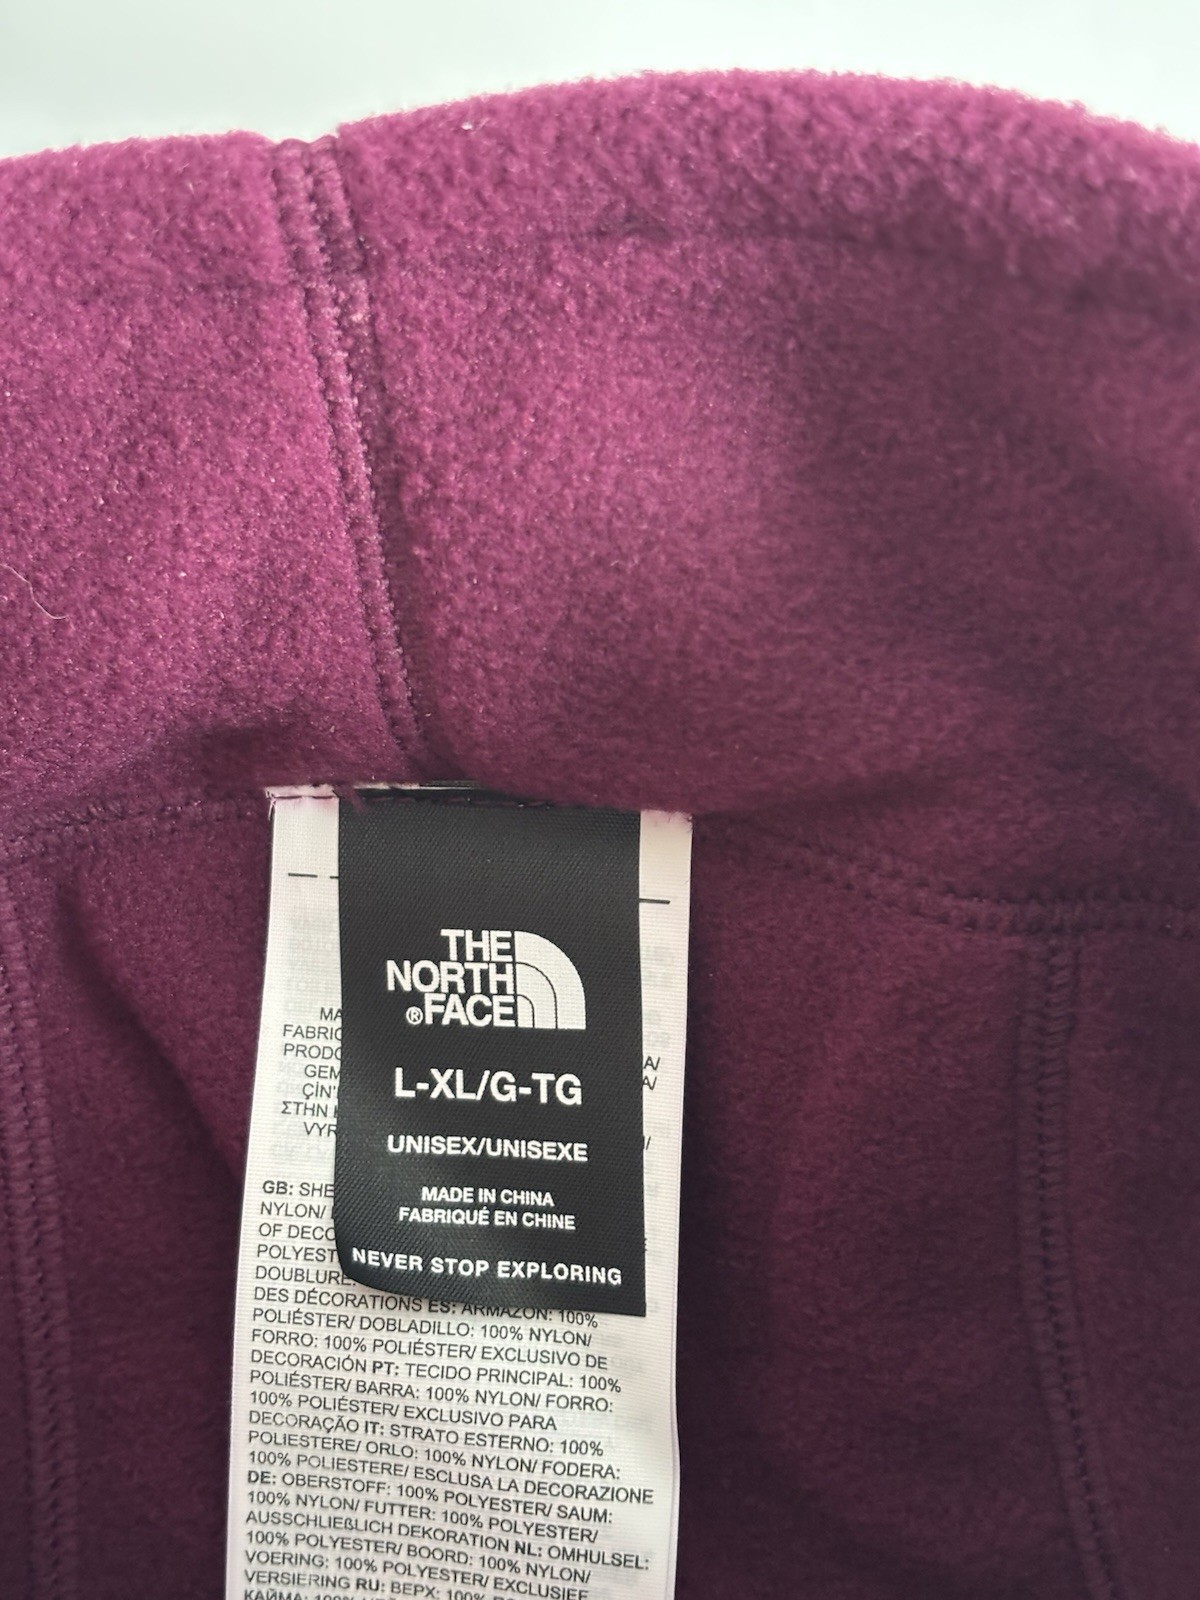 THE
NORTH
® FACE
L-XL/G-TG
UNISEX/UNISEXE
MADE IN CHINA
FABRIQUÉ EN CHINE
NEVER STOP EXPLORING
GB:
NYLON/
OF
DOUBLURE:
DES DÉCORATIONS ES: ARMAZON: 100%
POLIÉSTER/ DOBLADILLO: 100% NYLON/
FORRO: 100% POLIÉSTER/ EXCLUSIVO DE
DECORACIÓN PT: TECIDO PRINCIPAL: 100%
POLIÉSTER/ BARRA: 100% NYLON/ FORRO:
100% POLIÉSTER/ EXCLUSIVO PARA
DECORAÇÃO IT: STRATO ESTERNO: 100%
POLIESTERE/ ORLO: 100% NYLON/ FODERA:
100% POLIESTERE/ ESCLUSA LA DECORAZIONE
DE: OBERSTOFF: 100% POLYESTER/ SAUM:
100% NYLON/ FUTTER: 100% POLYESTER/
AUSSCHLIEßLICH DEKORATION NL: OMHULSEL:
100% POLYESTER/ BOORD: 100% NYLON/
VOERING: 100% POLYESTER/ EXCLUSIEF
VERSIERING RU: ВЕРХ: 100%